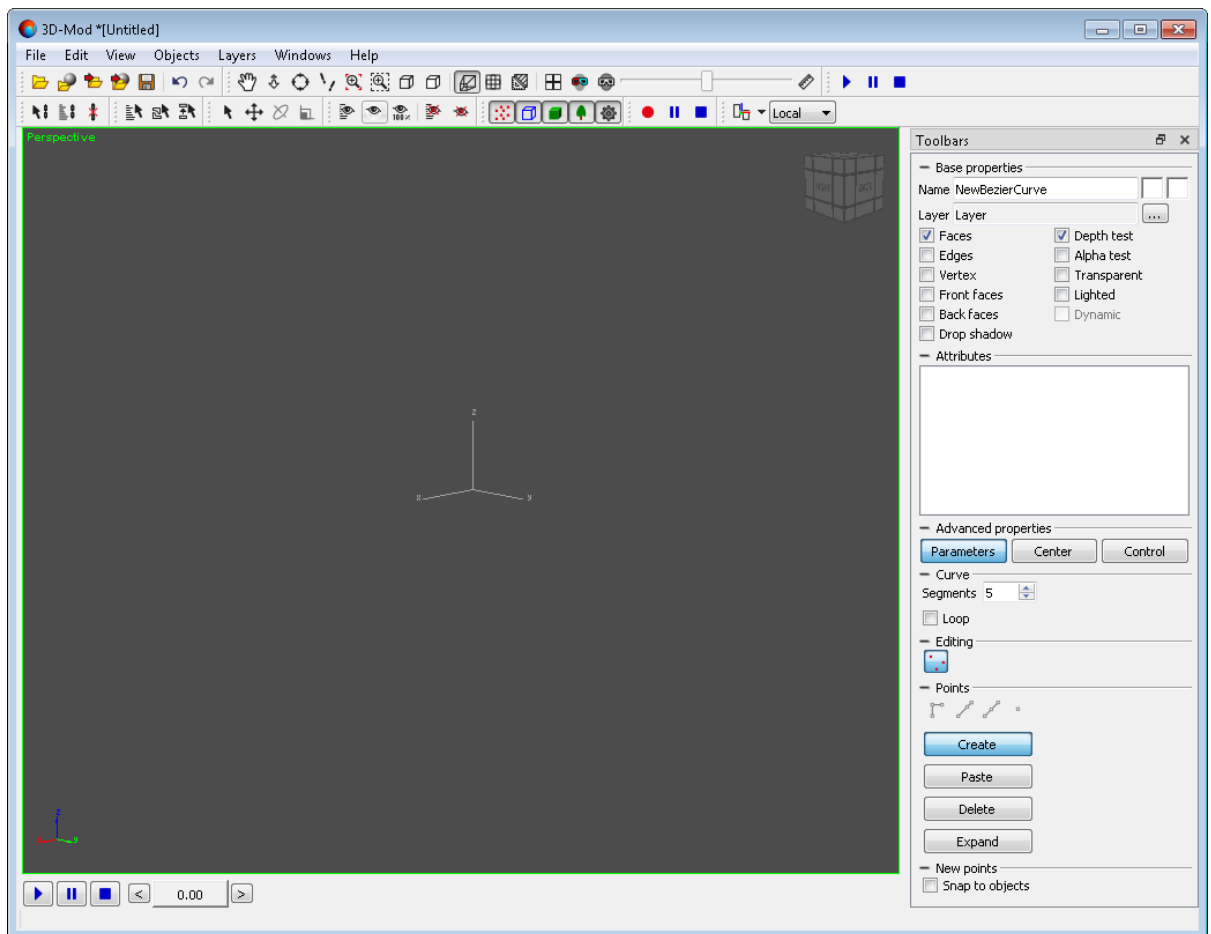 3D-Mod *[Untitled]
File Edit View Objects Layers Windows Help
100%
Local
Perspective
Toolbars
Base properties
Name NewBezierCurve
Layer Layer
...
Faces Depth test
Edges Alpha test
Vertex Transparent
Front faces Lighted
Back faces Dynamic
Drop shadow
Attributes
z
x y
Advanced properties
Parameters Center Control
Curve
Segments 5
Loop
Editing
Points
Create
Paste
Delete
Expand
z
y
New points
Snap to objects
< 0.00 >